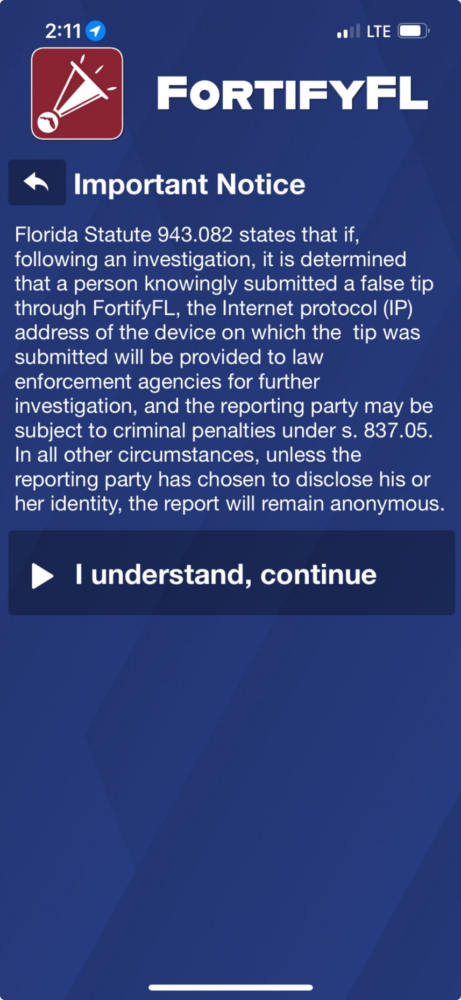 2:11 LTE
FORTIFYFL
Important Notice
Florida Statute 943.082 states that if,
following an investigation, it is determined
that a person knowingly submitted a false tip
through FortifyFL, the Internet protocol (IP)
address of the device on which the  tip was
submitted will be provided to law
enforcement agencies for further
investigation, and the reporting party may be
subject to criminal penalties under s. 837.05.
In all other circumstances, unless the
reporting party has chosen to disclose his or
her identity, the report will remain anonymous.
I understand, continue